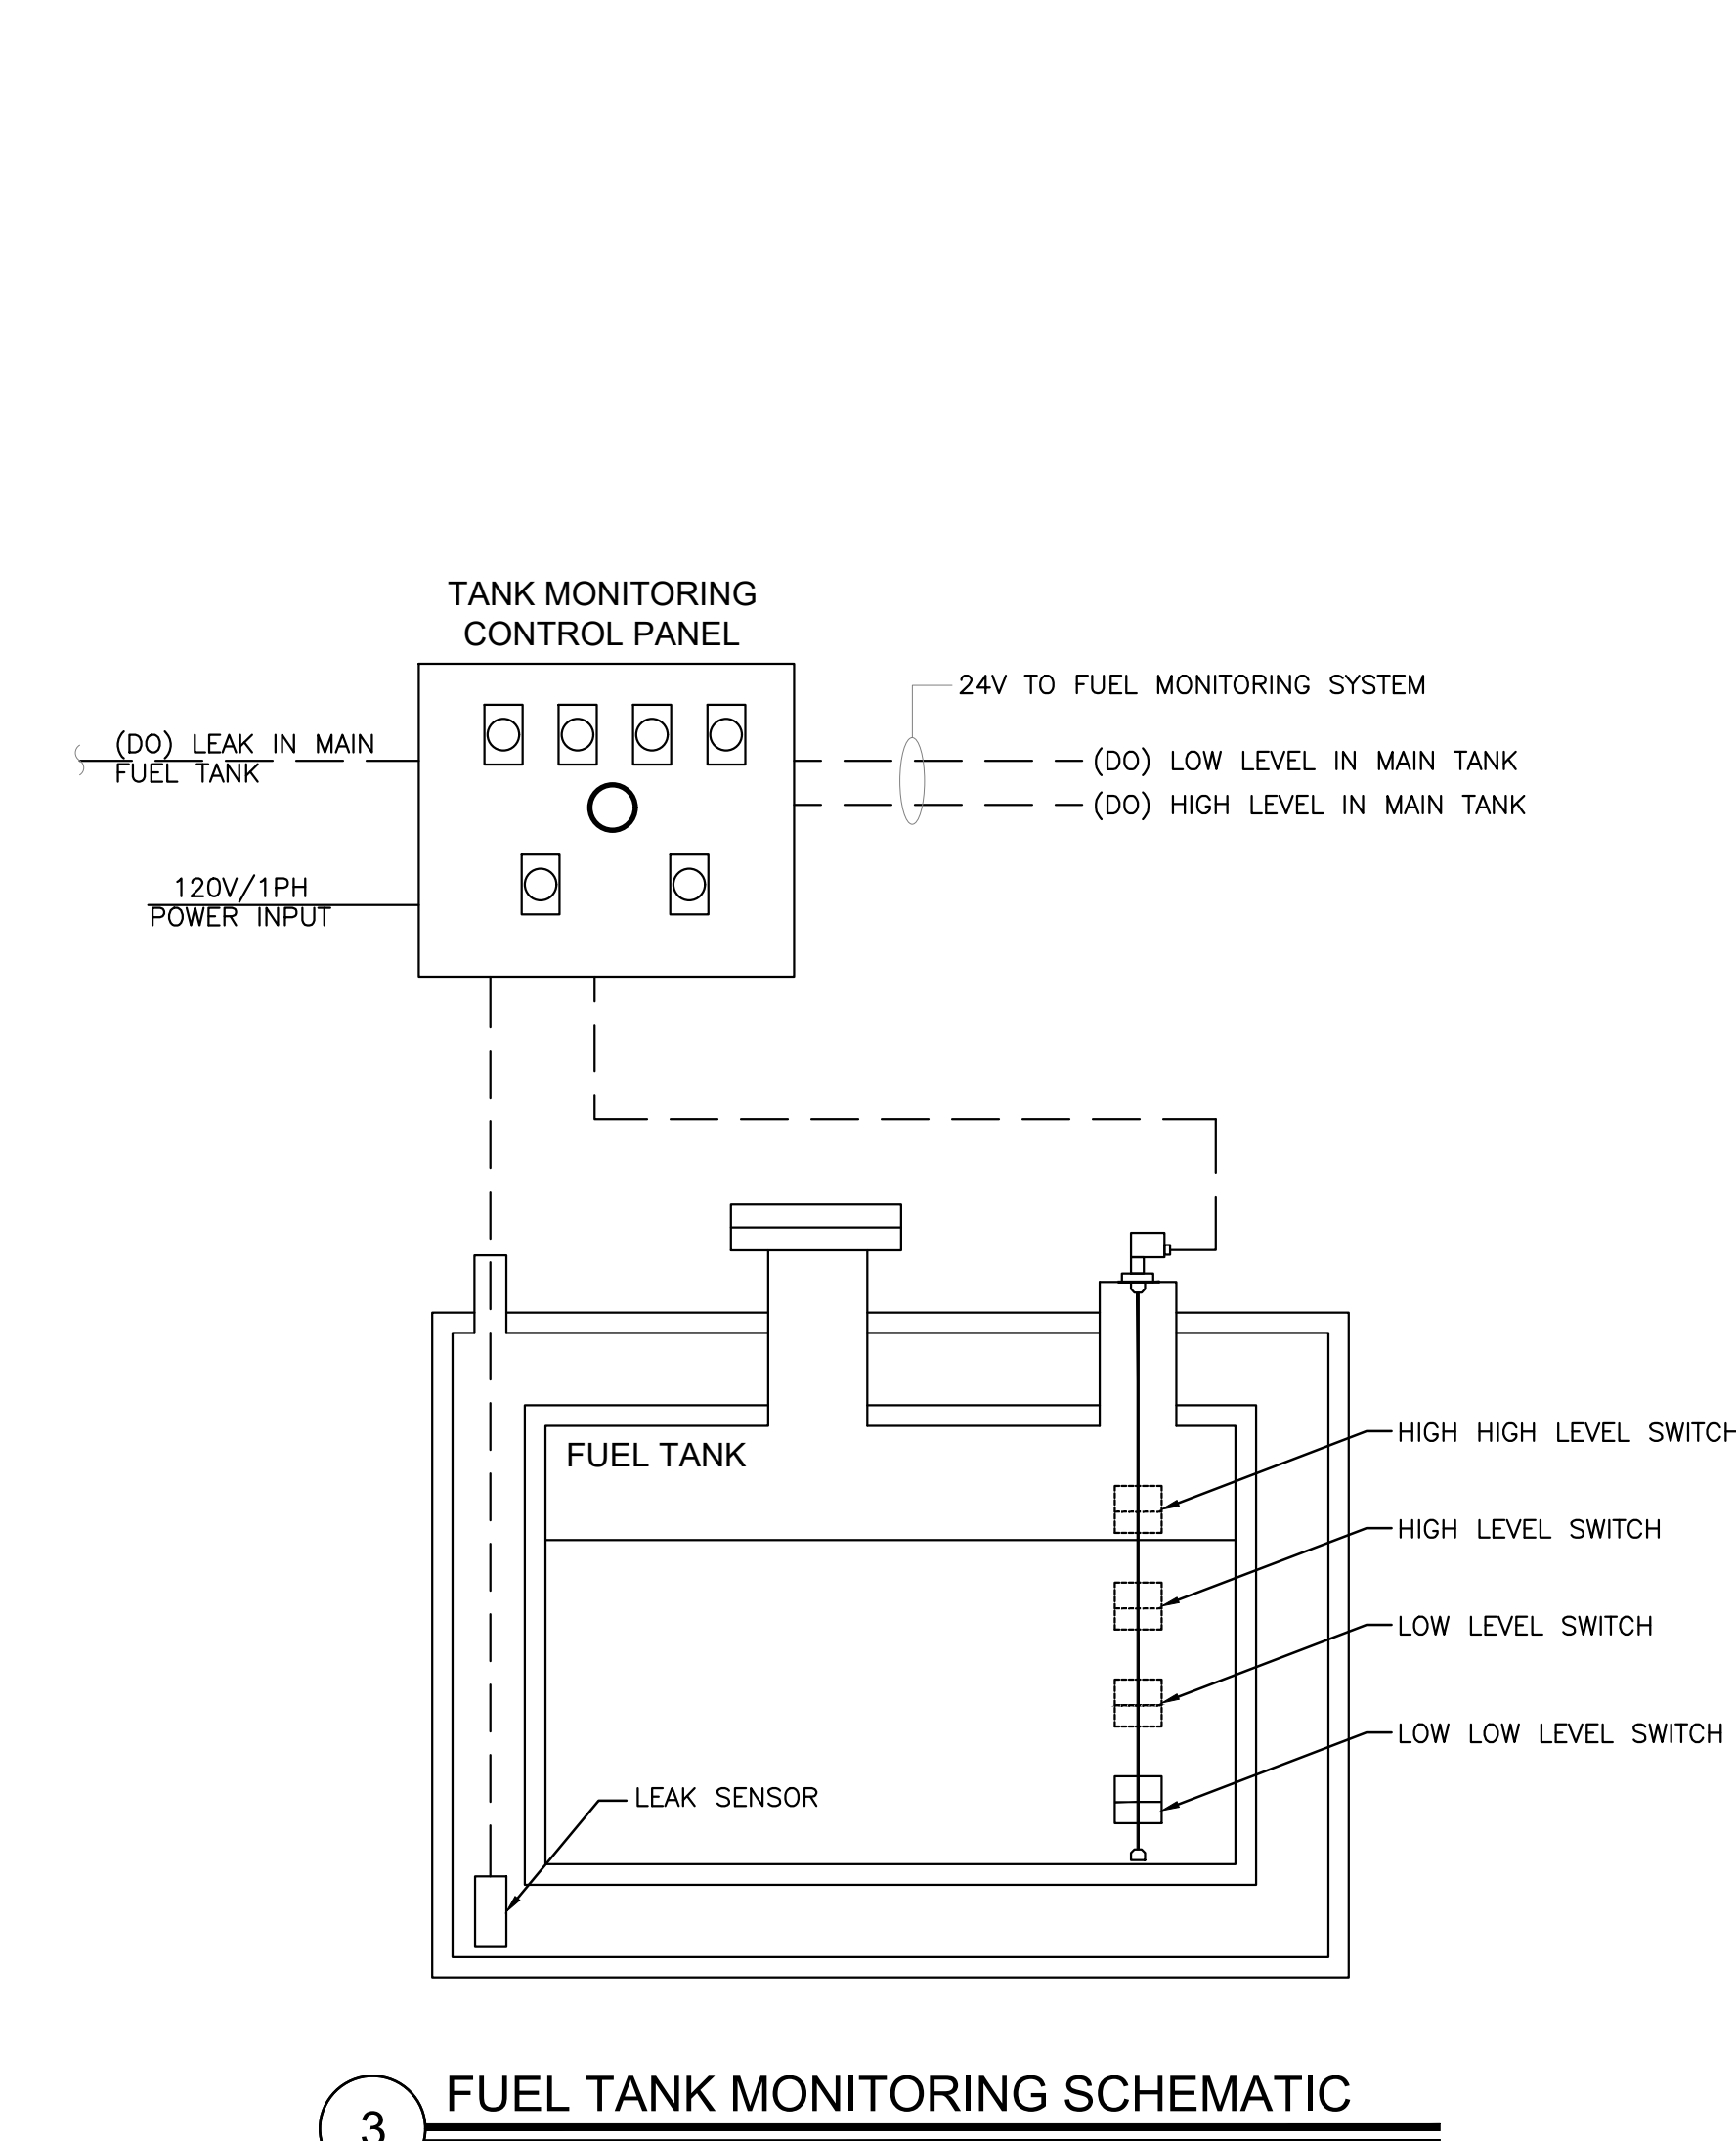 TANK MONITORING
CONTROL PANEL
24V TO FUEL MONITORING SYSTEM
(DO) LEAK IN MAIN
FUEL TANK
(DO) LOW LEVEL IN MAIN TANK
(DO) HIGH LEVEL IN MAIN TANK
120V/1PH
POWER INPUT
FUEL TANK
HIGH HIGH LEVEL SWITCH
HIGH LEVEL SWITCH
LOW LEVEL SWITCH
LOW LOW LEVEL SWITCH
LEAK SENSOR
FUEL TANK MONITORING SCHEMATIC
3